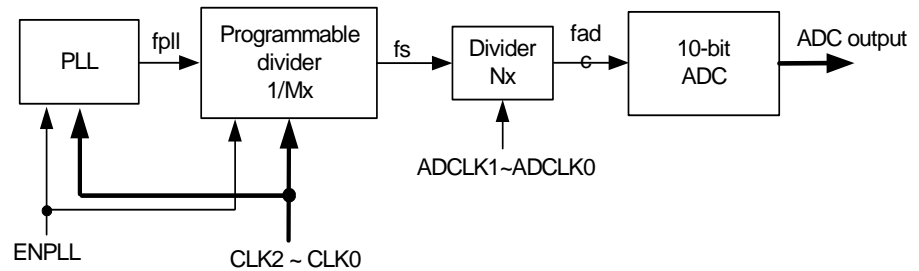 PLL
fpll
Programmable
divider
1/Mx
fs
Divider
Nx
fad
c
10-bit
ADC
ADC output
ADCLK1~ADCLK0
ENPLL
CLK2 ~ CLK0